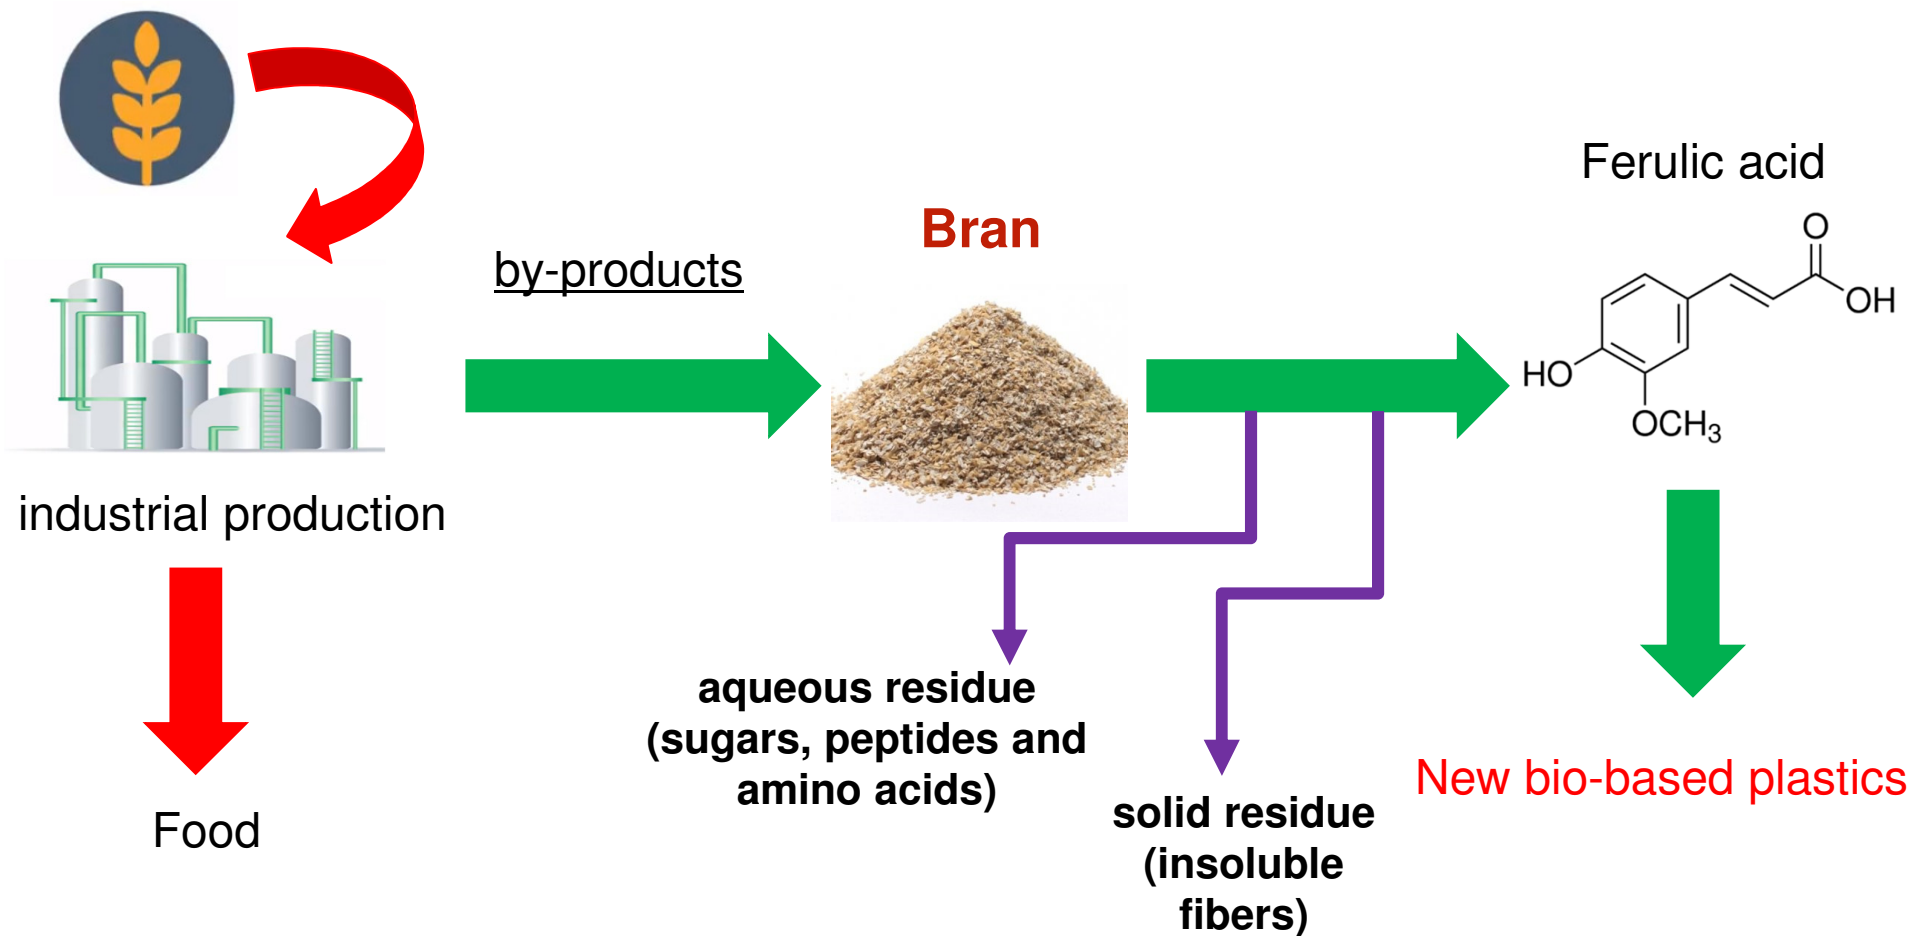 Ferulic acid
Bran
by-products
O
OH
HO
OCH₃
industrial production
aqueous residue
(sugars, peptides and
amino acids)
New bio-based plastics
solid residue
(insoluble
fibers)
Food